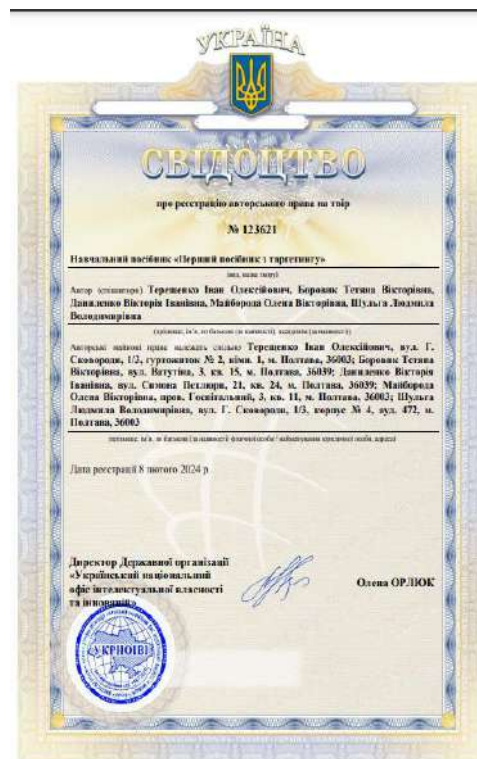 УКРАЇНА
СВІДОЦТВО
про реєстрацію авторського права на твір
№ 123621
Навчальний посібник «Перший посібник з таргетингу»
(вид, назва твору)
Автор (співавтори) Терещенко Іван Олексійович, Боровик Тетяна Вікторівна,
Даниленко Вікторія Іванівна, Майборода Олена Вікторівна, Шульга Людмила
Володимирівна
(прізвище, ім'я, по батькові (за наявності), псевдонім (за наявності))
Авторські майнові права належать спільно Терещенко Іван Олексійович, вул. Г.
Сковороди, 1/2, гуртожиток № 2, кімн. 1, м. Полтава, 36003; Боровик Тетяна
Вікторівна, вул. Ватутіна, 3, кв. 15, м. Полтава, 36039; Даниленко Вікторія
Іванівна, вул. Симона Петлюри, 21, кв. 24, м. Полтава, 36039; Майборода
Олена Вікторівна, пров. Госпітальний, 3, кв. 11, м. Полтава, 36003; Шульга
Людмила Володимирівна, вул. Г. Сковороди, 1/3, корпус № 4, ауд. 472, м.
Полтава, 36003
(прізвище, ім'я, по батькові (за наявності) фізичної особи / найменування юридичної особи, адреса)
Дата реєстрації 8 лютого 2024 р.
Директор Державної організації
«Український національний
офіс інтелектуальної власності
та інновацій»
Олена ОРЛЮК
УКРНОІВІ